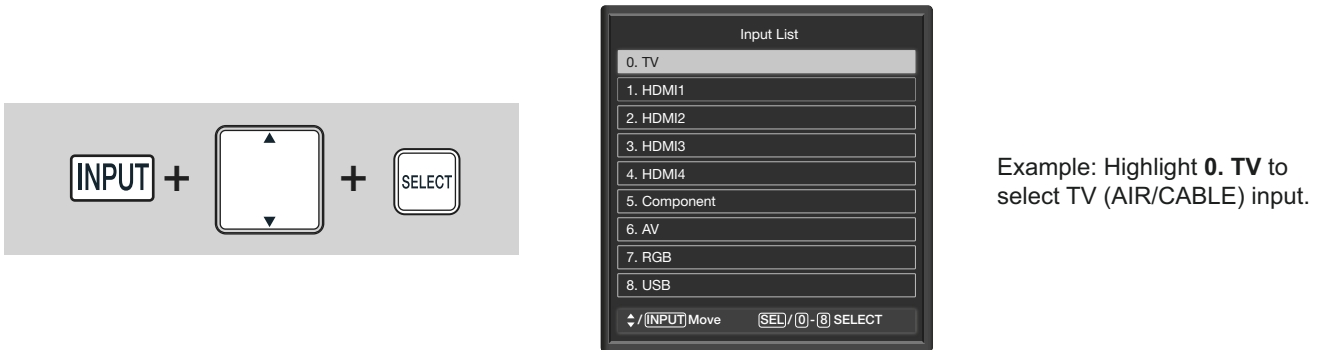 INPUT + + SELECT
Input List
0. TV
1. HDMI1
2. HDMI2
3. HDMI3
4. HDMI4
5. Component
6. AV
7. RGB
8. USB
/ INPUT Move SEL / 0 - 8 SELECT
Example: Highlight 0. TV to
select TV (AIR/CABLE) input.